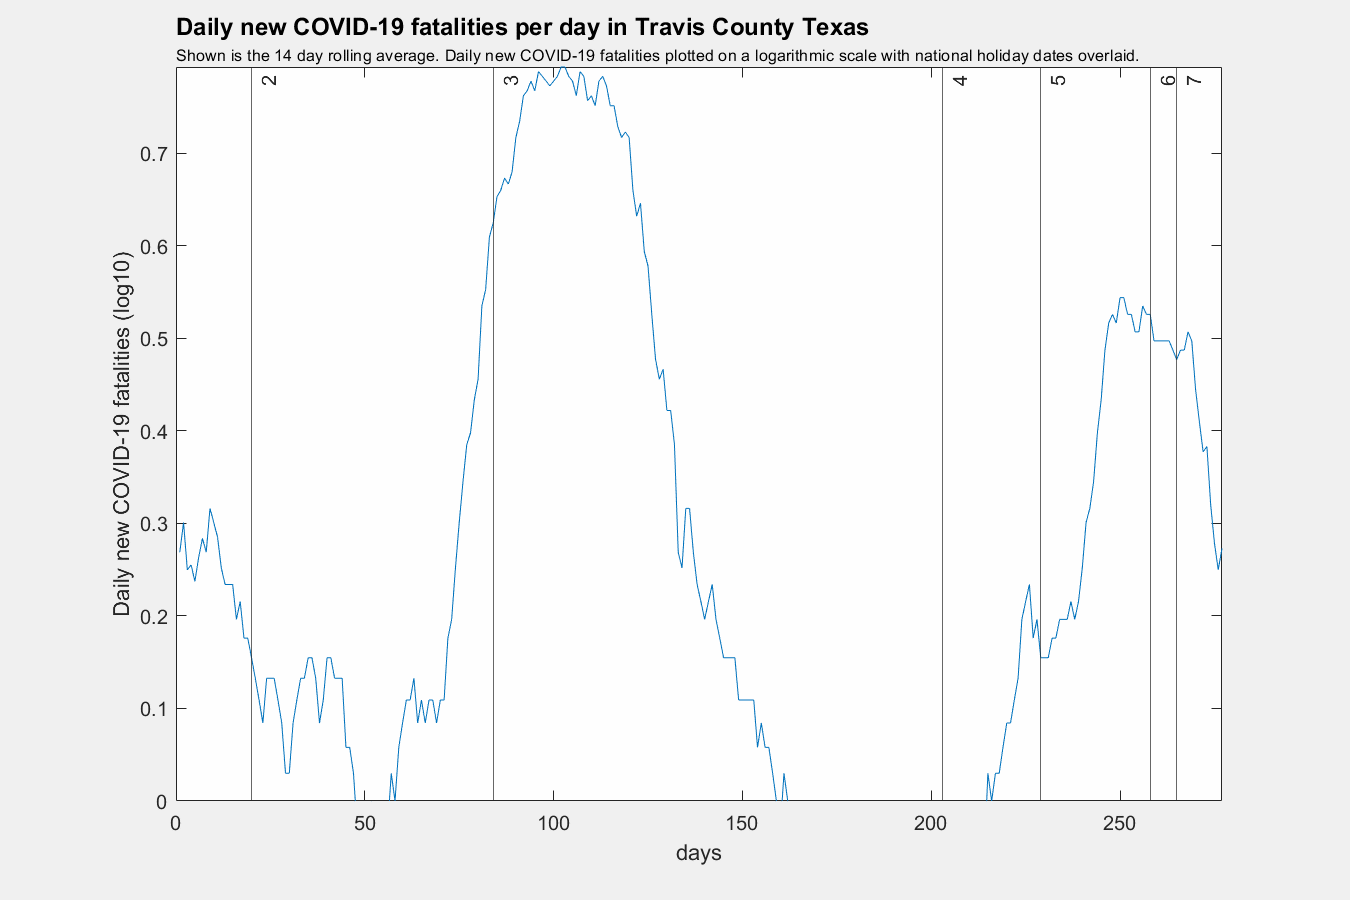 Daily new COVID-19 fatalities per day in Travis County Texas
Shown is the 14 day rolling average. Daily new COVID-19 fatalities plotted on a logarithmic scale with national holiday dates overlaid.
2
3
4
5
6
7
0.7
0.6
0.5
0.4
0.3
0.2
0.1
0
Daily new COVID-19 fatalities (log10)
0 50 100 150 200 250
days